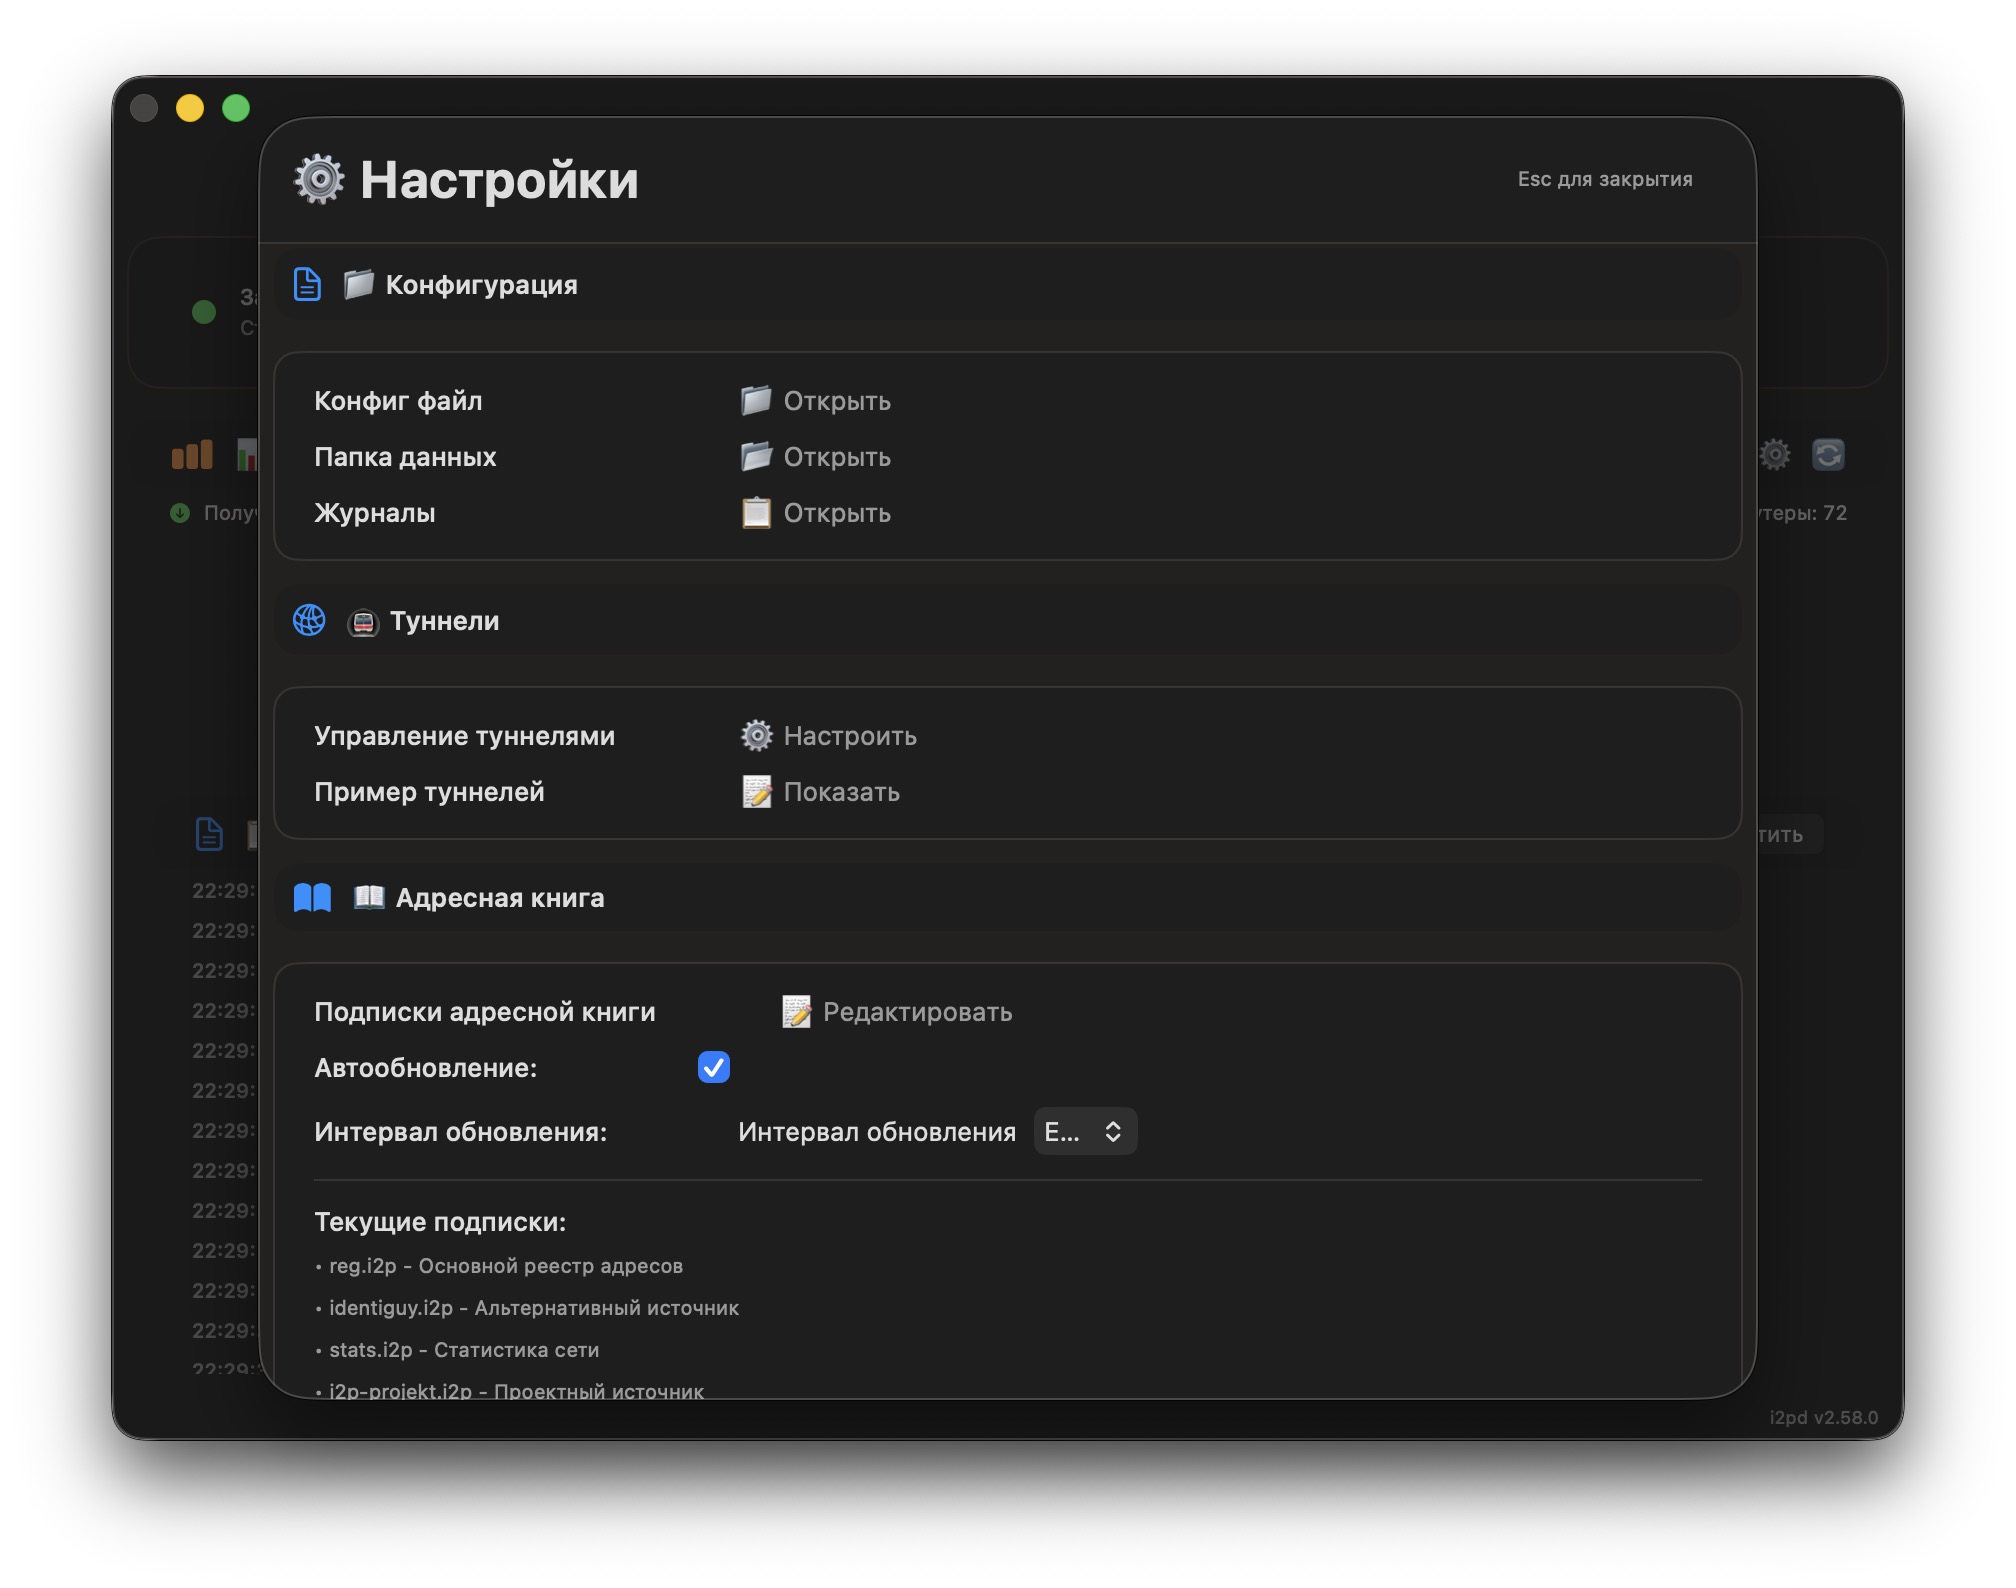 Настройки
Esc для закрытия
Конфигурация
Конфиг файл
Открыть
Папка данных
Открыть
Журналы
Открыть
утеры: 72
Туннели
Управление туннелями
Настроить
Пример туннелей
Показать
тить
Адресная книга
Подписки адресной книги
Редактировать
Автообновление:
Интервал обновления:
Интервал обновления
Е...
Текущие подписки:
• reg.i2p - Основной реестр адресов
• identiguy.i2p - Альтернативный источник
• stats.i2p - Статистика сети
• i2p-projekt.i2p - Проектный источник
Получ
22:29:
22:29:
22:29:
22:29:
22:29:
22:29:
22:29:
22:29:
22:29:
22:29:
22:29:
22:29:
22:29:
i2pd v2.58.0